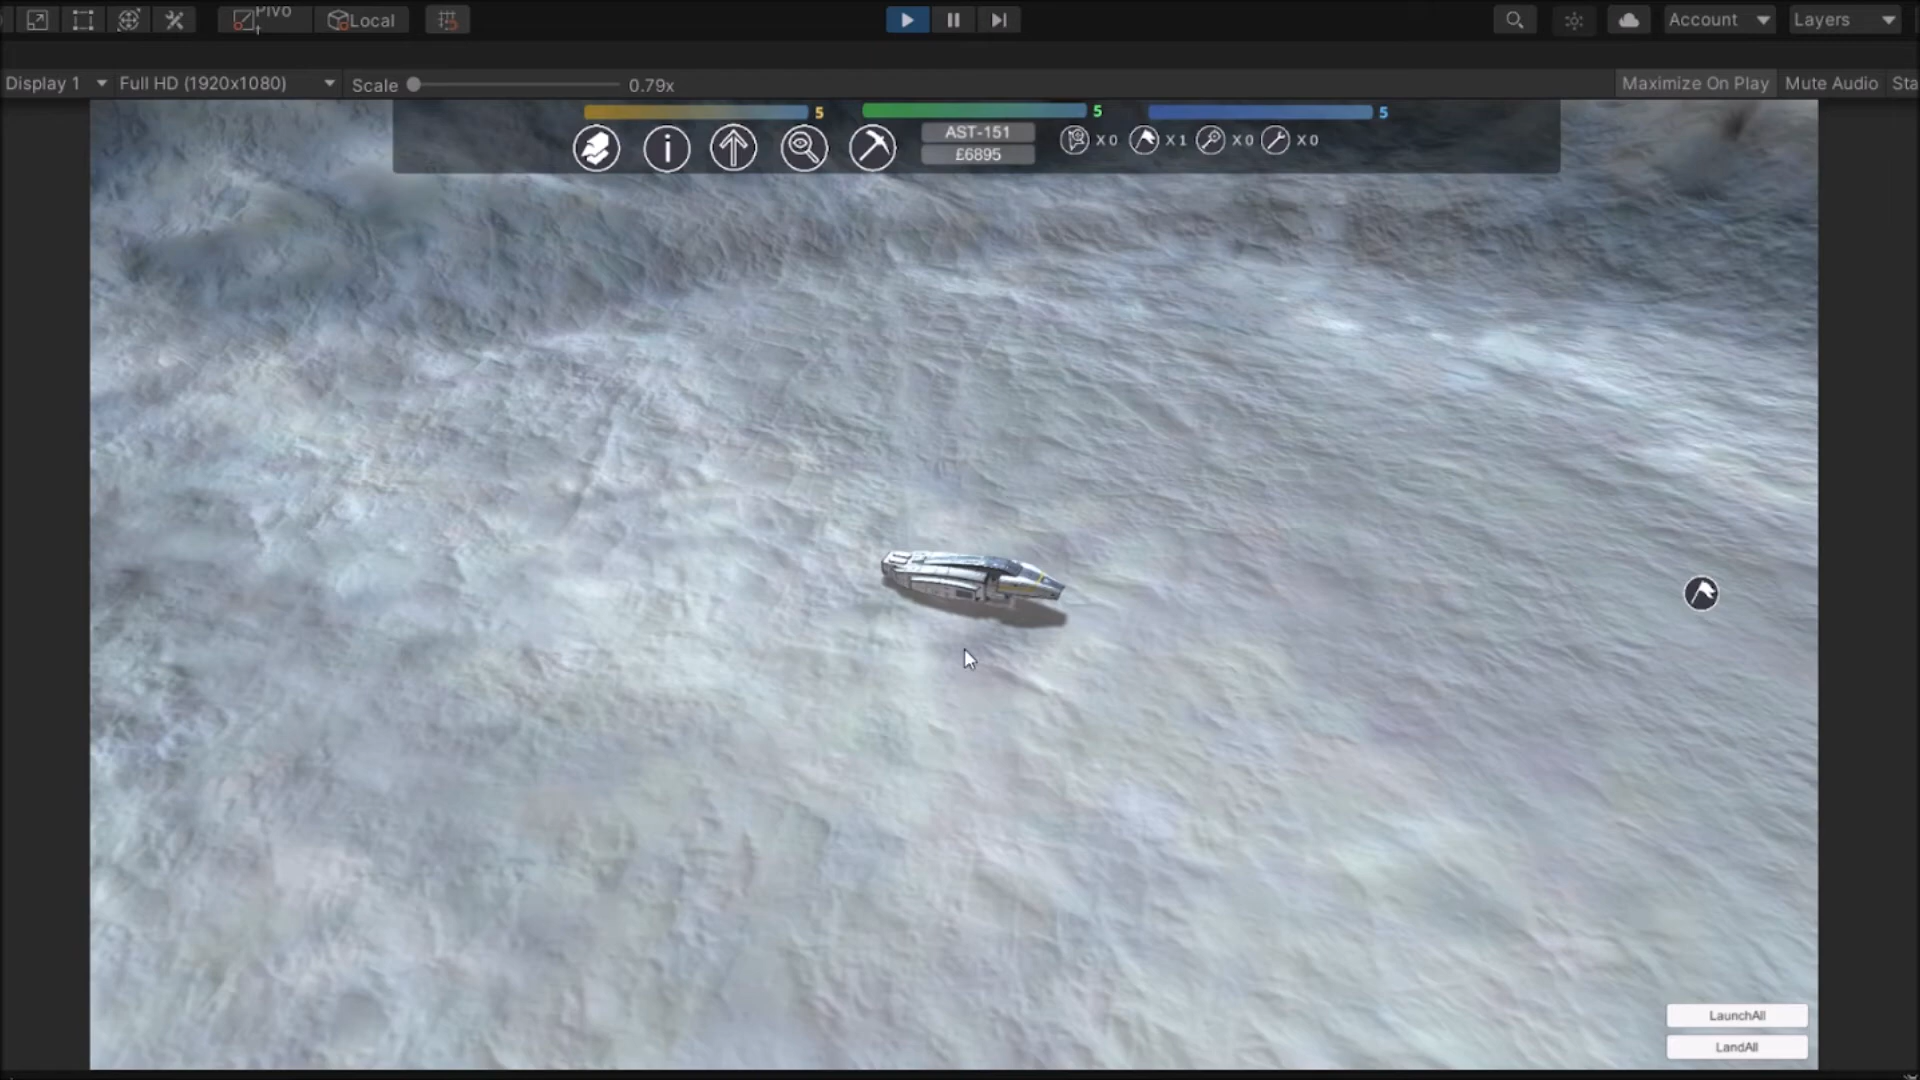 Pivo
t
Local
Account
Layers
Display 1
Full HD (1920x1080)
Scale
0.79x
Maximize On Play
Mute Audio
Sta
5
5
5
AST-151
£6895
X 0
X 1
X 0
X 0
LaunchAll
LandAll